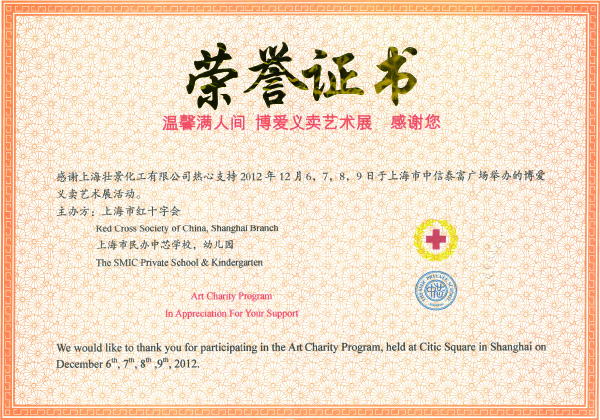 荣誉证书
温馨满人间 博爱义卖艺术展 感谢您
感谢上海壮景化工有限公司热心支持 2012 年 12 月 6，7，8，9 日于上海市中信泰富广场举办的博爱
义卖艺术展活动。
主办方：上海市红十字会
Red Cross Society of China, Shanghai Branch
上海市民办中芯学校、幼儿园
The SMIC Private School & Kindergarten
Art Charity Program
In Appreciation For Your Support
We would like to thank you for participating in the Art Charity Program, held at Citic Square in Shanghai on
December 6th, 7th, 8th ,9th, 2012.